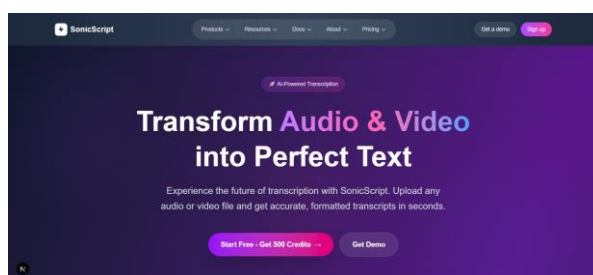 SonicScript
Products Resources Docs About Pricing
Get a demo Sign up
AI-Powered Transcription
Transform Audio & Video
into Perfect Text
Experience the future of transcription with SonicScript. Upload any
audio or video file and get accurate, formatted transcripts in seconds.
Start Free - Get 500 Credits →
Get Demo
N